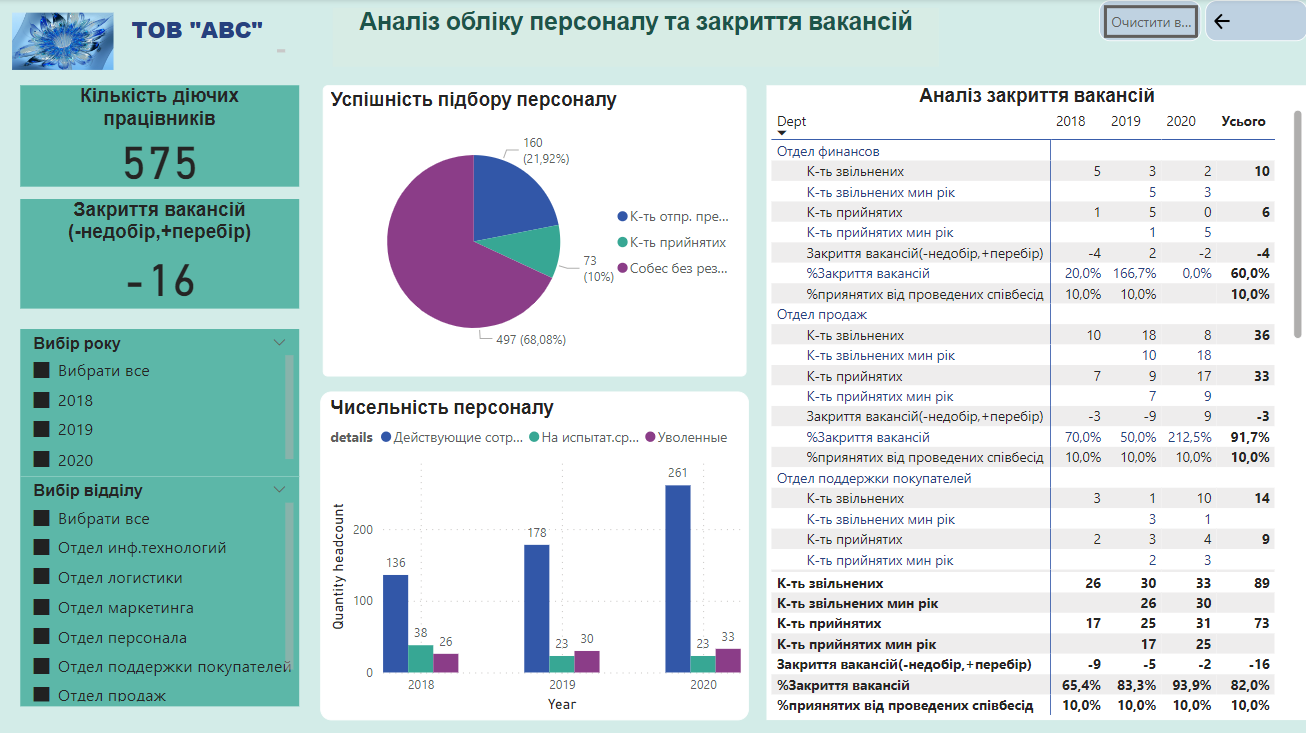 ТОВ "АВС"
Аналіз обліку персоналу та закриття вакансій
Очистити в...
Кількість діючих
працівників
575
Закриття вакансій
(-недобір,+перебір)
-16
Вибір року
Вибрати все
2018
2019
2020
Вибір відділу
Вибрати все
Отдел инф.технологий
Отдел логистики
Отдел маркетинга
Отдел персонала
Отдел поддержки покупателей
Отдел продаж
Успішність підбору персоналу
160
(21,92%)
73
(10%)
497 (68,08%)
К-ть отпр. пре...
К-ть прийнятих
Собес без рез...
Чисельність персоналу
details Действующие сотр... На испытат.ср... Уволенные
Quantity headcount
200
100
0
136 38 26
178 23 30
261 23 33
2018 2019 2020
Year
Аналіз закриття вакансій
Dept 2018 2019 2020 Усього
Отдел финансов
К-ть звільнених 5 3 2 10
К-ть звільнених мин рік 5 3
К-ть прийнятих 1 5 0 6
К-ть прийнятих мин рік 1 5
Закриття вакансій(-недобір,+перебір) -4 2 -2 -4
%Закриття вакансій 20,0% 166,7% 0,0% 60,0%
%приянятих від проведених співбесід 10,0% 10,0% 10,0%
Отдел продаж
К-ть звільнених 10 18 8 36
К-ть звільнених мин рік 10 18
К-ть прийнятих 7 9 17 33
К-ть прийнятих мин рік 7 9
Закриття вакансій(-недобір,+перебір) -3 -9 9 -3
%Закриття вакансій 70,0% 50,0% 212,5% 91,7%
%приянятих від проведених співбесід 10,0% 10,0% 10,0% 10,0%
Отдел поддержки покупателей
К-ть звільнених 3 1 10 14
К-ть звільнених мин рік 3 1
К-ть прийнятих 2 3 4 9
К-ть прийнятих мин рік 2 3
К-ть звільнених 26 30 33 89
К-ть звільнених мин рік 26 30
К-ть прийнятих 17 25 31 73
К-ть прийнятих мин рік 17 25
Закриття вакансій(-недобір,+перебір) -9 -5 -2 -16
%Закриття вакансій 65,4% 83,3% 93,9% 82,0%
%приянятих від проведених співбесід 10,0% 10,0% 10,0% 10,0%